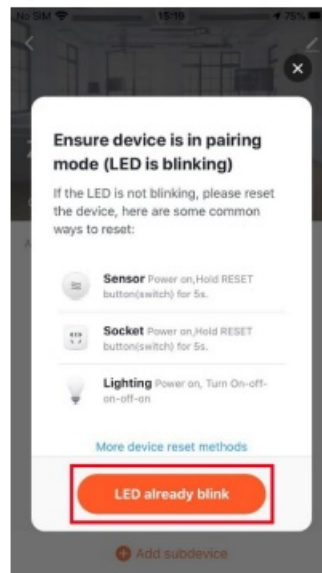 No SIM 15:19 75%
Ensure device is in pairing
mode (LED is blinking)
If the LED is not blinking, please reset
the device, here are some common
ways to reset:
Sensor Power on,Hold RESET
button(switch) for 5s.
Socket Power on,Hold RESET
button(switch) for 5s.
Lighting Power on, Turn On-off-
on-off-on
More device reset methods
LED already blink
Add subdevice